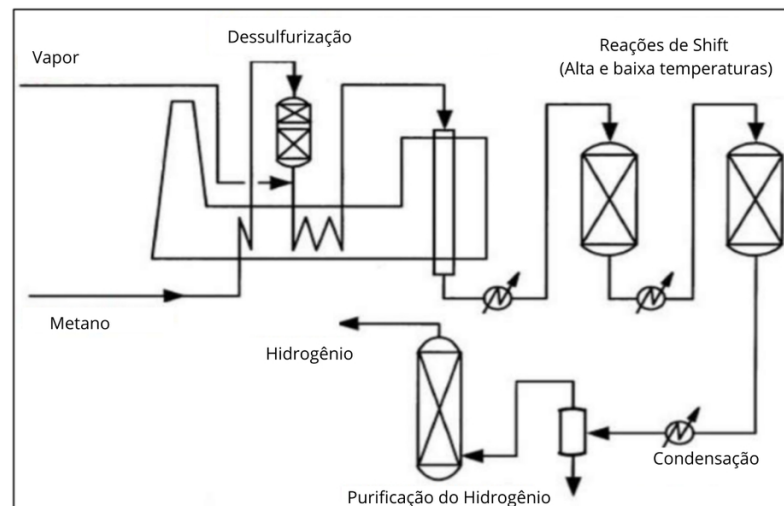 Dessulfurização
Vapor
Reações de Shift
(Alta e baixa temperaturas)
Metano
Hidrogênio
Condensação
Purificação do Hidrogênio